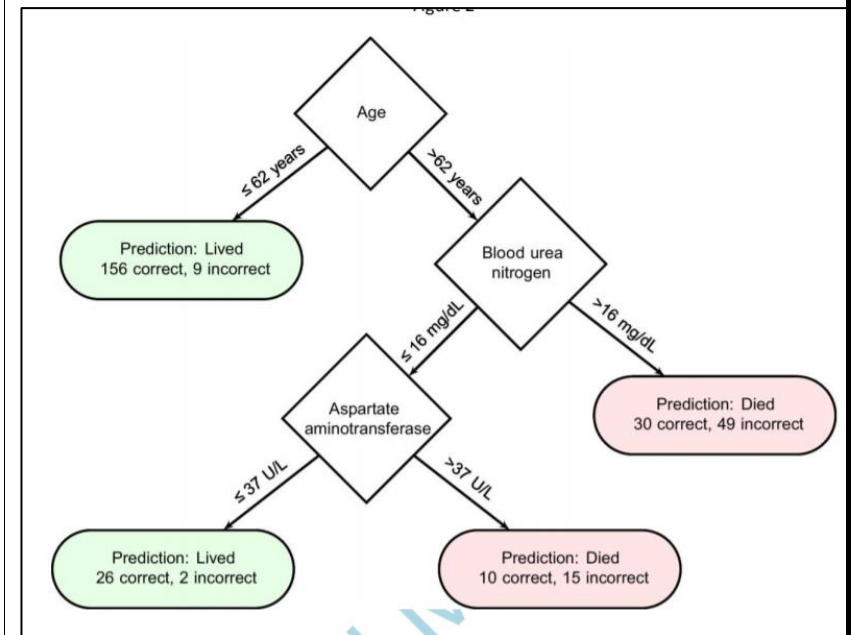 Age
≤ 62 years
>62 years
Prediction: Lived
156 correct, 9 incorrect
Blood urea
nitrogen
≤ 16 mg/dL
>16 mg/dL
Aspartate
aminotransferase
Prediction: Died
30 correct, 49 incorrect
≤ 37 U/L
>37 U/L
Prediction: Lived
26 correct, 2 incorrect
Prediction: Died
10 correct, 15 incorrect